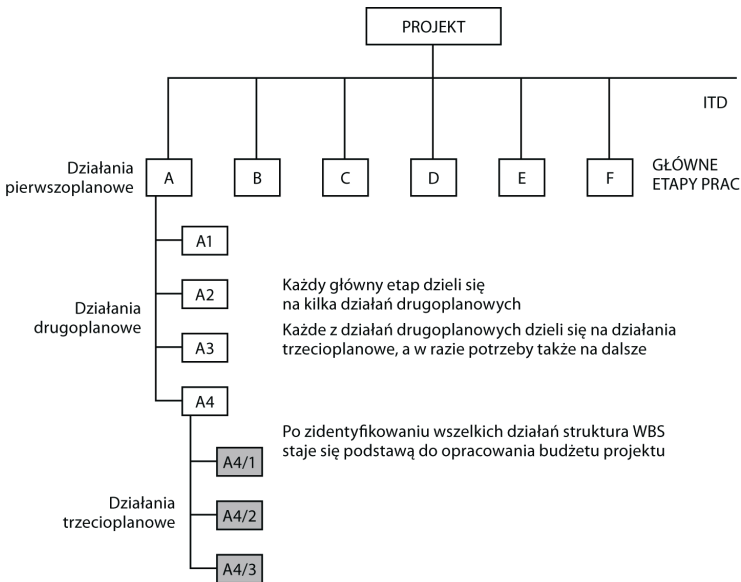 PROJEKT
ITD
Działania
pierwszoplanowe
A
B
C
D
E
F
GŁÓWNE
ETAPY PRAC
A1
Działania
drugoplanowe
A2
A3
A4
Każdy główny etap dzieli się
na kilka działań drugoplanowych
Każde z działań drugoplanowych dzieli się na działania
trzecioplanowe, a w razie potrzeby także na dalsze
Po zidentyfikowaniu wszelkich działań struktura WBS
staje się podstawą do opracowania budżetu projektu
Działania
trzecioplanowe
A4/1
A4/2
A4/3